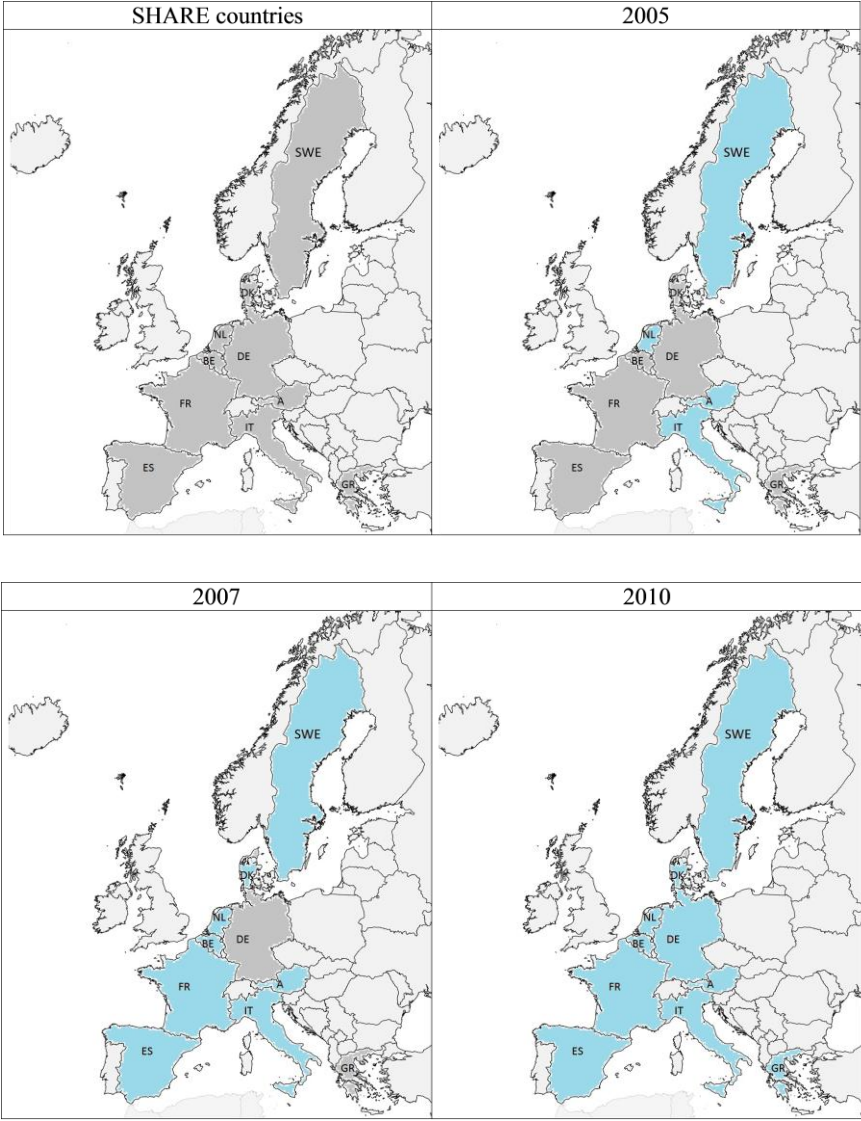 SHARE countries
2005
SWE
DK
NL
BE
DE
FR
A
IT
ES
GR
SWE
DK
NL
BE
DE
FR
A
IT
ES
GR
2007
2010
SWE
DK
NL
BE
DE
FR
A
IT
ES
GR
SWE
DK
NL
BE
DE
FR
A
IT
ES
GR